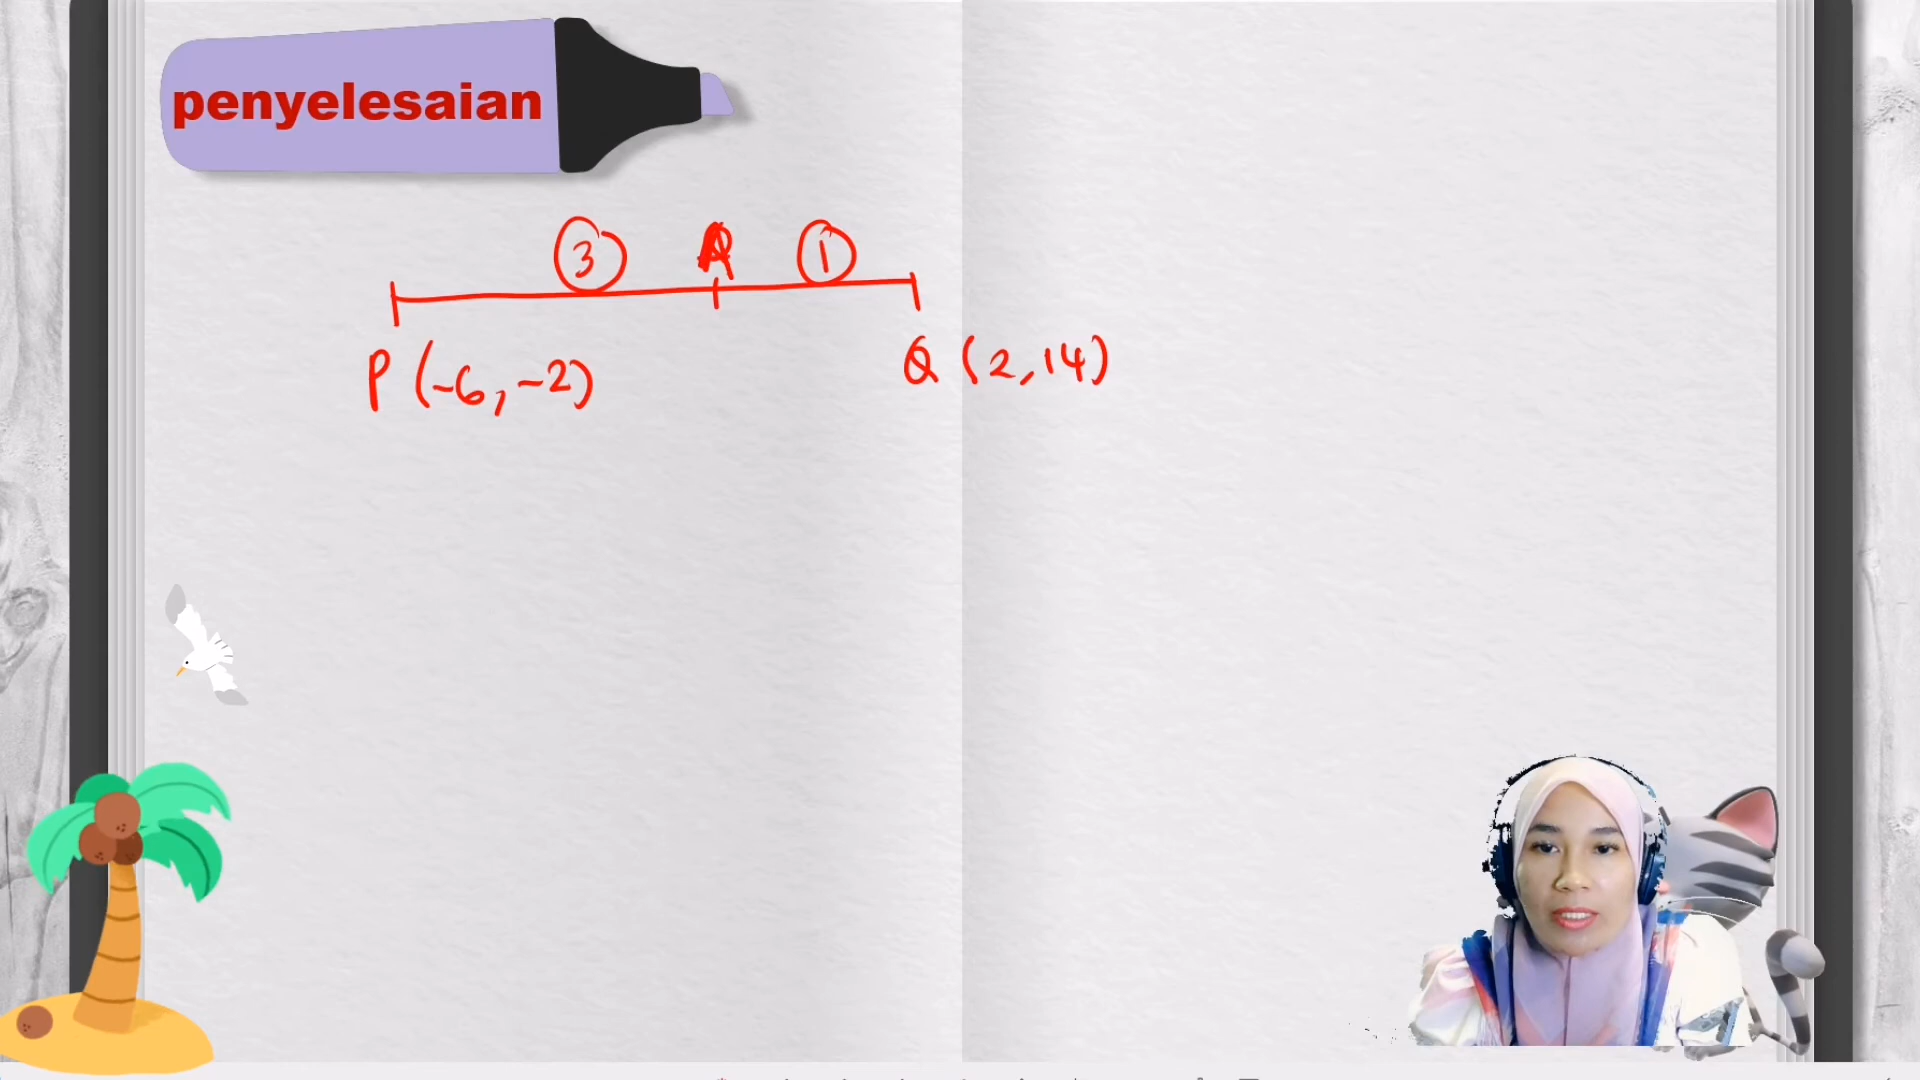 penyelesaian
3 A 1
P (-6, -2) Q (2, 14)